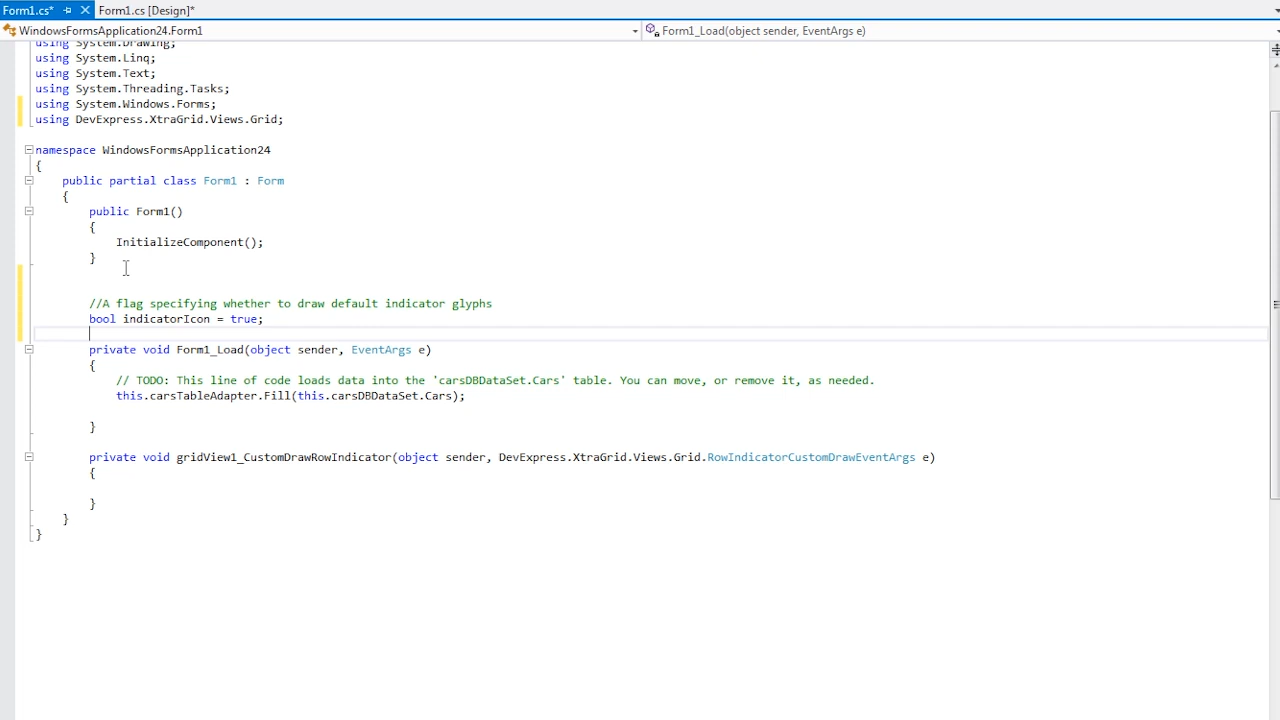 Form1.cs*
Form1.cs [Design]*
WindowsFormsApplication24.Form1
Form1_Load(object sender, EventArgs e)
using System.Drawing;
using System.Linq;
using System.Text;
using System.Threading.Tasks;
using System.Windows.Forms;
using DevExpress.XtraGrid.Views.Grid;
namespace WindowsFormsApplication24
{
public partial class Form1 : Form
{
public Form1()
{
InitializeComponent();
}
//A flag specifying whether to draw default indicator glyphs
bool indicatorIcon = true;
private void Form1_Load(object sender, EventArgs e)
{
// TODO: This line of code loads data into the 'carsDBDataSet.Cars' table. You can move, or remove it, as needed.
this.carsTableAdapter.Fill(this.carsDBDataSet.Cars);
}
private void gridView1_CustomDrawRowIndicator(object sender, DevExpress.XtraGrid.Views.Grid.RowIndicatorCustomDrawEventArgs e)
{
}
}
}